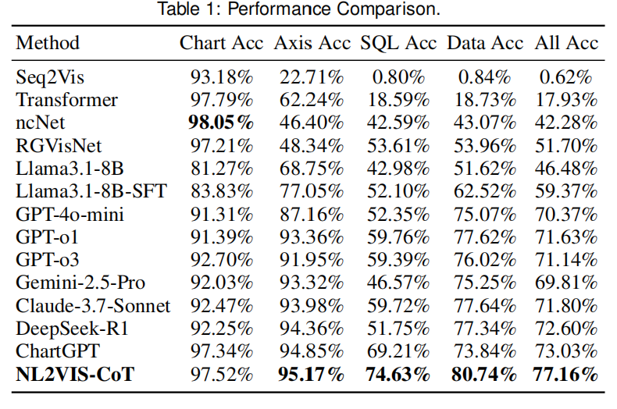 Table 1: Performance Comparison.
Method Chart Acc Axis Acc SQL Acc Data Acc All Acc
Seq2Vis 93.18% 22.71% 0.80% 0.84% 0.62%
Transformer 97.79% 62.24% 18.59% 18.73% 17.93%
ncNet 98.05% 46.40% 42.59% 43.07% 42.28%
RGVisNet 97.21% 48.34% 53.61% 53.96% 51.70%
Llama3.1-8B 81.27% 68.75% 42.98% 51.62% 46.48%
Llama3.1-8B-SFT 83.83% 77.05% 52.10% 62.52% 59.37%
GPT-4o-mini 91.31% 87.16% 52.35% 75.07% 70.37%
GPT-o1 91.39% 93.36% 59.76% 77.62% 71.63%
GPT-o3 92.70% 91.95% 59.39% 76.02% 71.14%
Gemini-2.5-Pro 92.03% 93.32% 46.57% 75.25% 69.81%
Claude-3.7-Sonnet 92.47% 93.98% 59.72% 77.64% 71.80%
DeepSeek-R1 92.25% 94.36% 51.75% 77.34% 72.60%
ChartGPT 97.34% 94.85% 69.21% 73.84% 73.03%
NL2VIS-CoT 97.52% 95.17% 74.63% 80.74% 77.16%